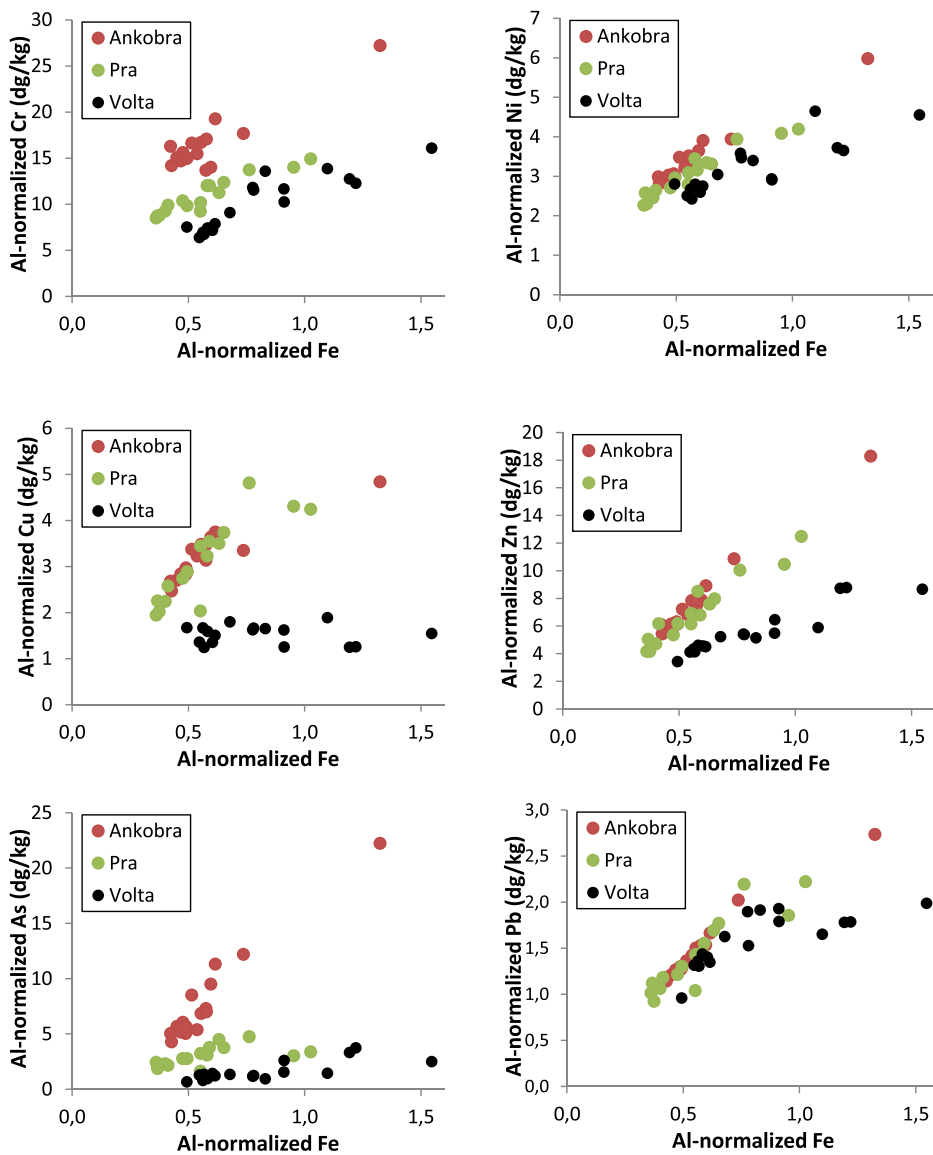 Al-normalized Cr (dg/kg)
30
25
20
15
10
5
0
Ankobra
Pra
Volta
0,0 0,5 1,0 1,5
Al-normalized Fe
Al-normalized Ni (dg/kg)
7
6
5
4
3
2
1
0
Ankobra
Pra
Volta
0,0 0,5 1,0 1,5
Al-normalized Fe
Al-normalized Cu (dg/kg)
6
5
4
3
2
1
0
Ankobra
Pra
Volta
0,0 0,5 1,0 1,5
Al-normalized Fe
Al-normalized Zn (dg/kg)
20
18
16
14
12
10
8
6
4
2
0
Ankobra
Pra
Volta
0,0 0,5 1,0 1,5
Al-normalized Fe
Al-normalized As (dg/kg)
25
20
15
10
5
0
Ankobra
Pra
Volta
0,0 0,5 1,0 1,5
Al-normalized Fe
Al-normalized Pb (dg/kg)
3,0
2,5
2,0
1,5
1,0
0,5
0,0
Ankobra
Pra
Volta
0,0 0,5 1,0 1,5
Al-normalized Fe